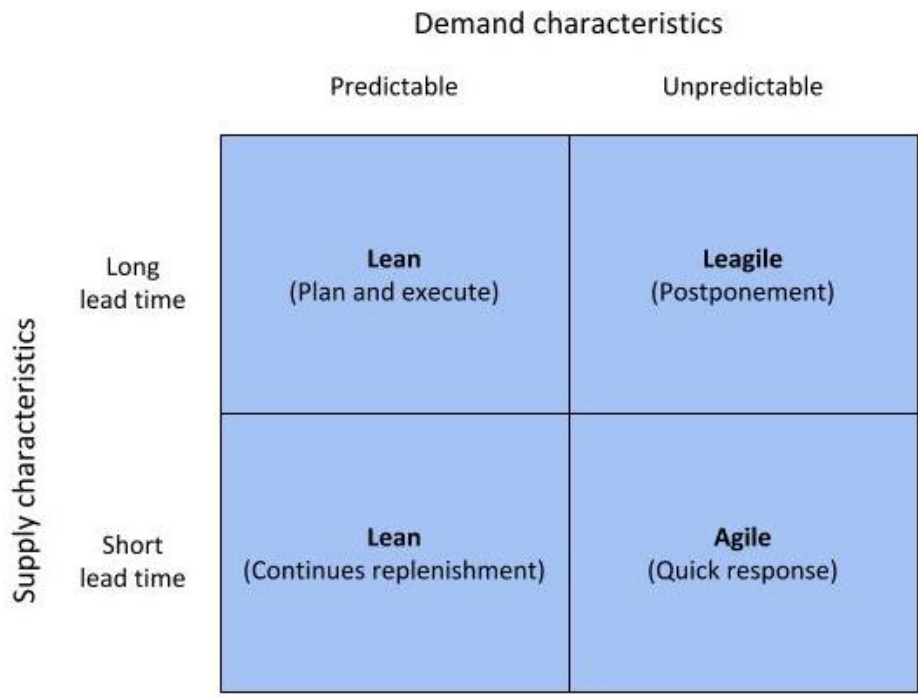 Demand characteristics
Predictable
Unpredictable
Supply characteristics
Long
lead time
Lean
(Plan and execute)
Leagile
(Postponement)
Short
lead time
Lean
(Continues replenishment)
Agile
(Quick response)